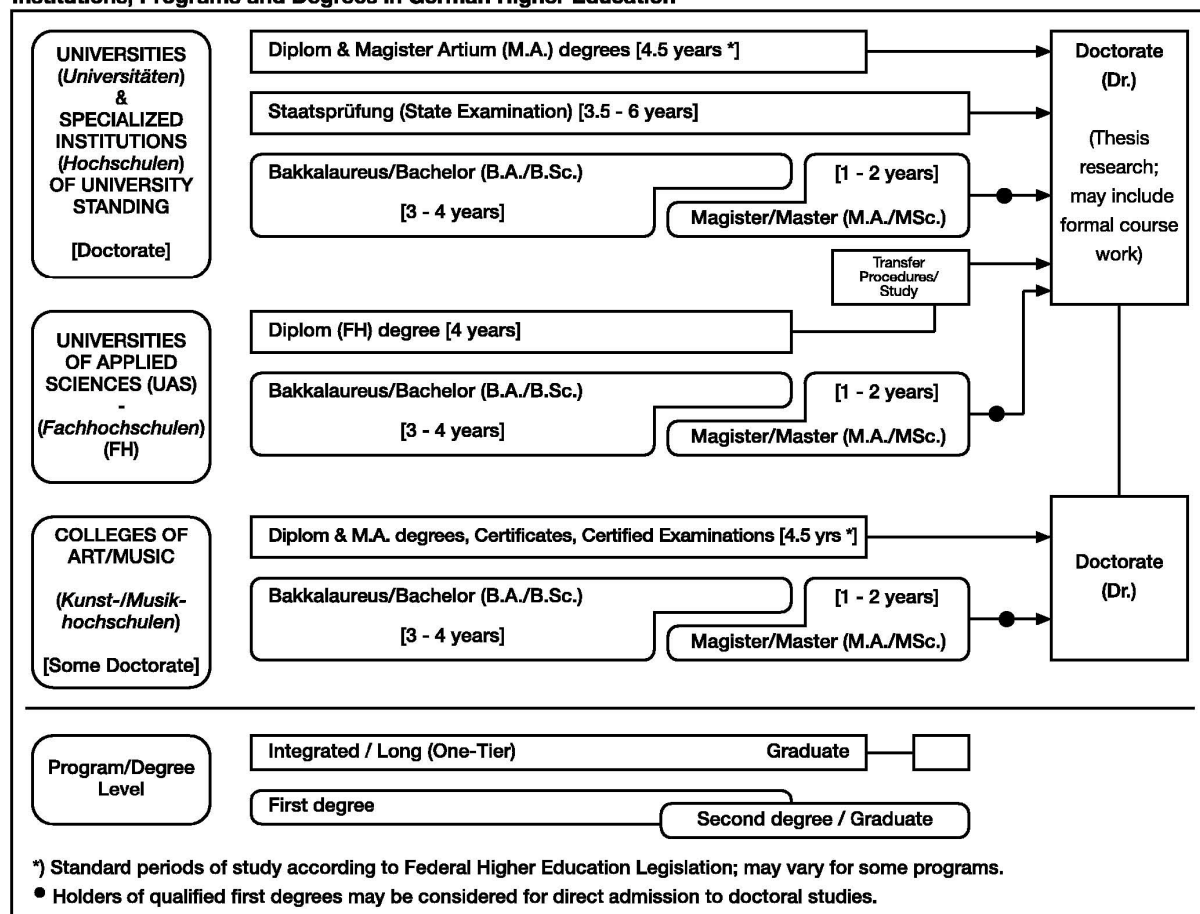 Institutions, Programs and Degrees in German Higher Education
UNIVERSITIES
(Universitäten)
&
SPECIALIZED
INSTITUTIONS
(Hochschulen)
OF UNIVERSITY
STANDING
[Doctorate]
Diplom & Magister Artium (M.A.) degrees [4.5 years *]
Staatsprüfung (State Examination) [3.5 - 6 years]
Bakkalaureus/Bachelor (B.A./B.Sc.)
[3 - 4 years]
[1 - 2 years]
Magister/Master (M.A./MSc.)
Transfer
Procedures/
Study
Doctorate
(Dr.)
(Thesis
research;
may include
formal course
work)
UNIVERSITIES
OF APPLIED
SCIENCES (UAS)
-
(Fachhochschulen)
(FH)
Diplom (FH) degree [4 years]
Bakkalaureus/Bachelor (B.A./B.Sc.)
[3 - 4 years]
[1 - 2 years]
Magister/Master (M.A./MSc.)
COLLEGES OF
ART/MUSIC
(Kunst-/Musik-
hochschulen)
[Some Doctorate]
Diplom & M.A. degrees, Certificates, Certified Examinations [4.5 yrs *]
Bakkalaureus/Bachelor (B.A./B.Sc.)
[3 - 4 years]
[1 - 2 years]
Magister/Master (M.A./MSc.)
Doctorate
(Dr.)
Program/Degree
Level
Integrated / Long (One-Tier) Graduate
First degree
Second degree / Graduate
*) Standard periods of study according to Federal Higher Education Legislation; may vary for some programs.
● Holders of qualified first degrees may be considered for direct admission to doctoral studies.